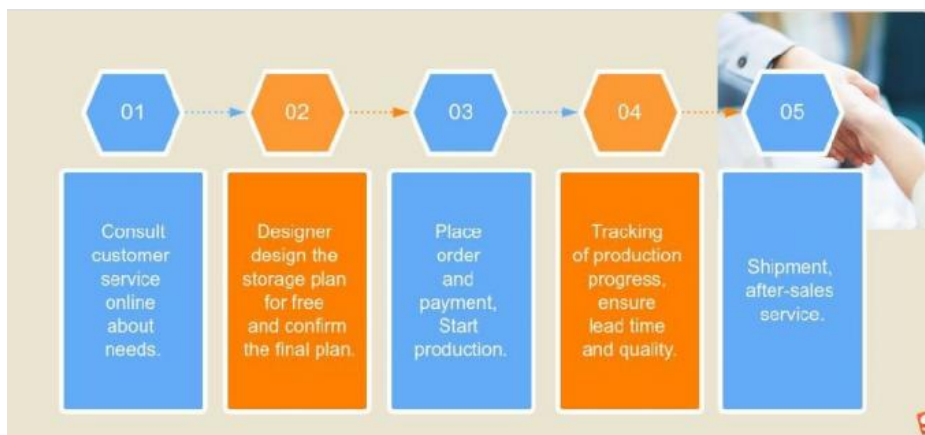 01
02
03
04
05
Consult
customer
service
online
about
needs.
Designer
design the
storage plan
for free
and confirm
the final plan.
Place
order
and
payment,
Start
production.
Tracking
of production
progress,
ensure
lead time
and quality.
Shipment,
after-sales
service.